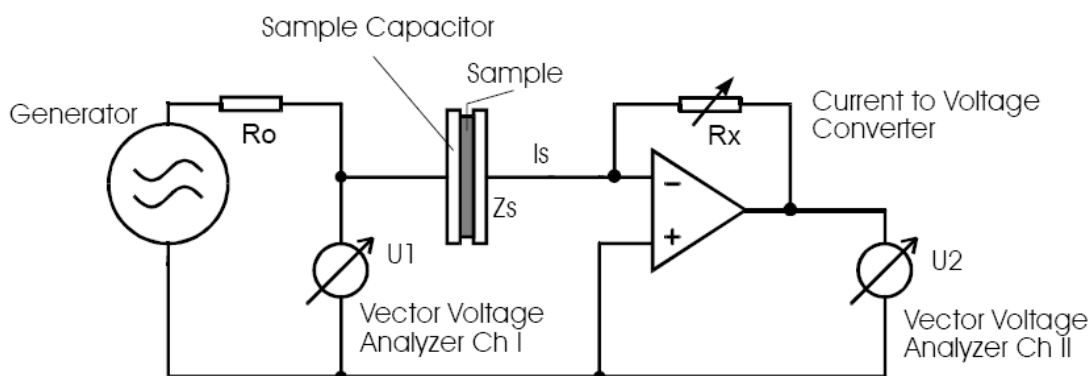 Sample Capacitor
Sample
Generator
Ro
Rx
Current to Voltage
Converter
Is
Zs
−
+
U1
U2
Vector Voltage
Analyzer Ch I
Vector Voltage
Analyzer Ch II